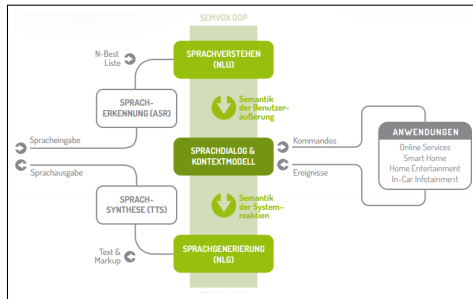 SEMVOX ODP
N-Best
Liste
SPRACHVERSTEHEN
(NLU)
SPRACH-
ERKENNUNG (ASR)
Semantik
der Benutzer-
äußerung
Spracheingabe
Sprachausgabe
SPRACHDIALOG &
KONTEXTMODELL
Kommandos
Ereignisse
ANWENDUNGEN
Online Services
Smart Home
Home Entertainment
In-Car Infotainment
SPRACH-
SYNTHESE (TTS)
Semantik
der System-
reaktion
Text &
Markup
SPRACHGENERIERUNG
(NLG)